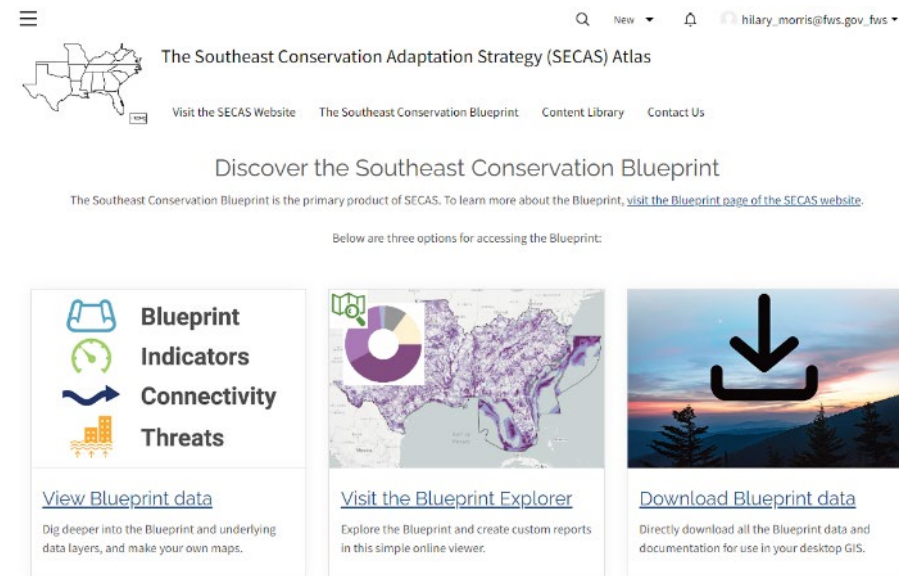 New
hilary_morris@fws.gov_fws
The Southeast Conservation Adaptation Strategy (SECAS) Atlas
Visit the SECAS Website The Southeast Conservation Blueprint Content Library Contact Us
Discover the Southeast Conservation Blueprint
The Southeast Conservation Blueprint is the primary product of SECAS. To learn more about the Blueprint, visit the Blueprint page of the SECAS website.
Below are three options for accessing the Blueprint:
Blueprint
Indicators
Connectivity
Threats
View Blueprint data
Dig deeper into the Blueprint and underlying
data layers, and make your own maps.
Visit the Blueprint Explorer
Explore the Blueprint and create custom reports
in this simple online viewer.
Download Blueprint data
Directly download all the Blueprint data and
documentation for use in your desktop GIS.